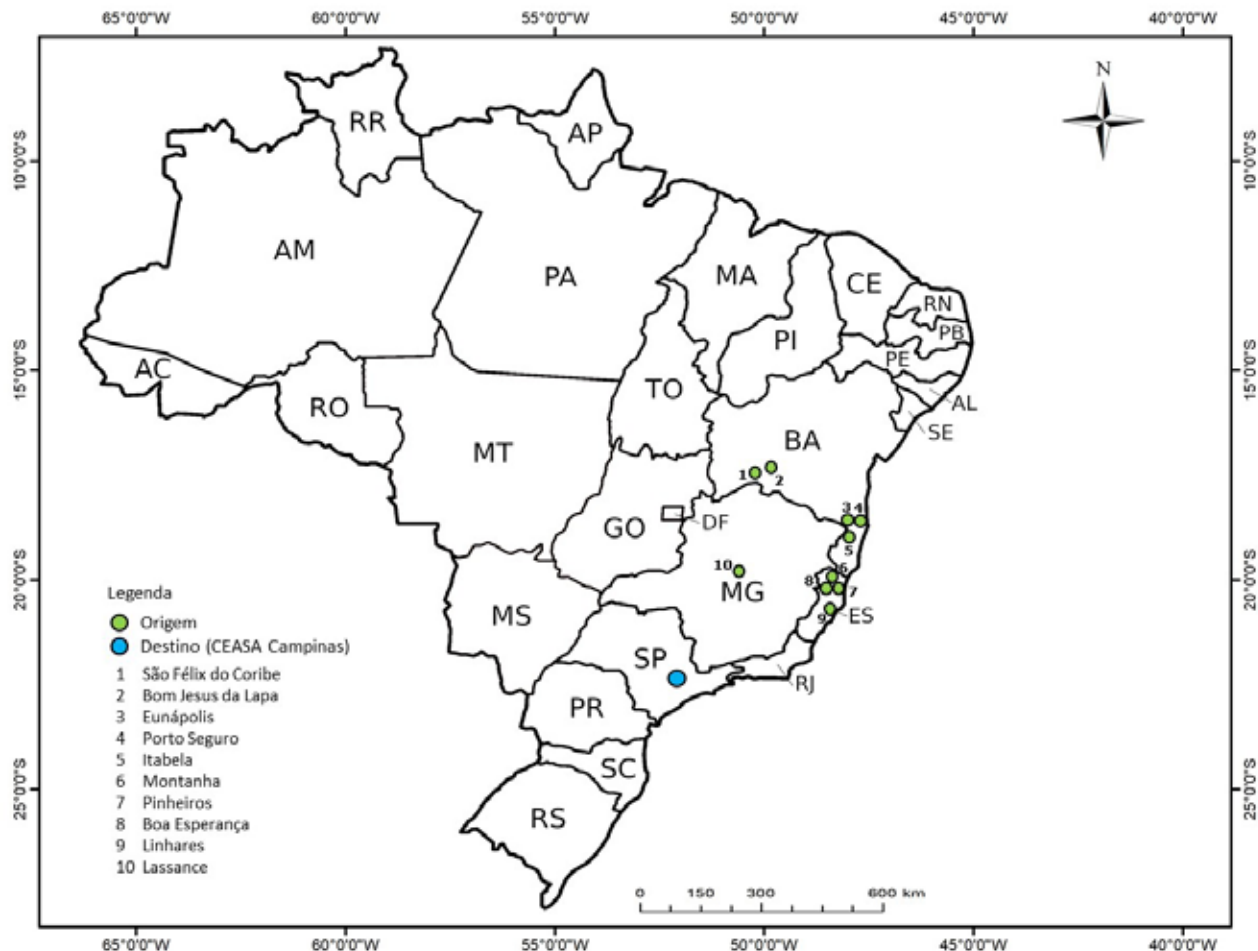 65°0'0"W 60°0'0"W 55°0'0"W 50°0'0"W 45°0'0"W 40°0'0"W
N
RR
AP
10°0'0"S
10°0'0"S
AM
PA
MA
CE
RN
PB
PI
PE
15°0'0"S
15°0'0"S
AC
TO
AL
RO
SE
BA
MT
1
2
3 4
GO
DF
5
10
6
20°0'0"S
20°0'0"S
8
7
MG
9
ES
MS
SP
RJ
PR
SC
25°0'0"S
25°0'0"S
RS
Legenda
Origem
Destino (CEASA Campinas)
1 São Félix do Coribe
2 Bom Jesus da Lapa
3 Eunápolis
4 Porto Seguro
5 Itabela
6 Montanha
7 Pinheiros
8 Boa Esperança
9 Linhares
10 Lassance
0 150 300 600 km
65°0'0"W 60°0'0"W 55°0'0"W 50°0'0"W 45°0'0"W 40°0'0"W